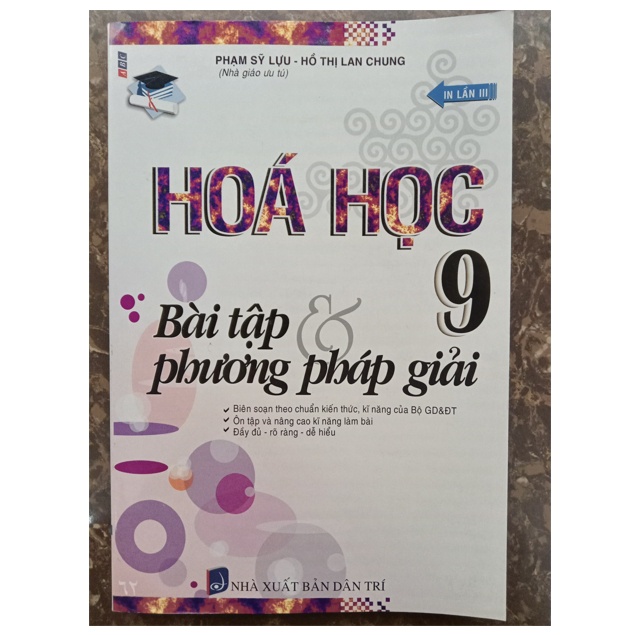 PHẠM SỸ LỰU - HỒ THỊ LAN CHUNG
(Nhà giáo ưu tú)
IN LẦN III
HOÁ HỌC
9
Bài tập &
phương pháp giải
Biên soạn theo chuẩn kiến thức, kĩ năng của Bộ GD&ĐT
Ôn tập và nâng cao kĩ năng làm bài
Đầy đủ - rõ ràng - dễ hiểu
NHÀ XUẤT BẢN DÂN TRÍ